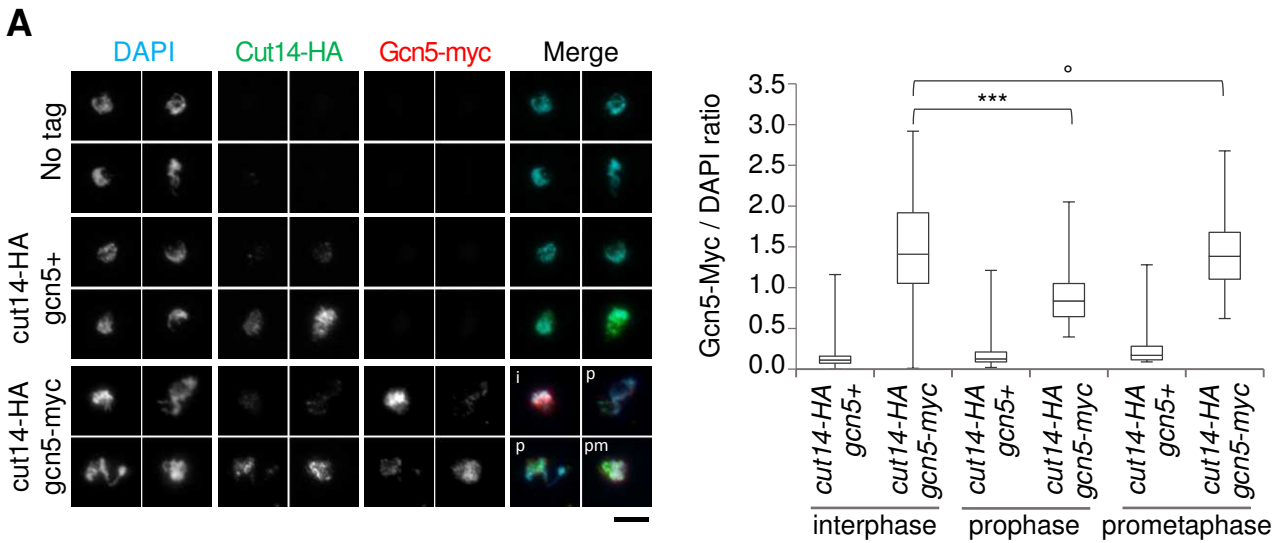 A
DAPI Cut14-HA Gcn5-myc Merge
No tag
cut14-HA
gcn5+
cut14-HA
gcn5-myc
i p
p pm
Gcn5-Myc / DAPI ratio
3.5
3.0
2.5
2.0
1.5
1.0
0.5
0.0
°
***
cut14-HA
gcn5+
cut14-HA
gcn5-myc
cut14-HA
gcn5+
cut14-HA
gcn5-myc
cut14-HA
gcn5+
cut14-HA
gcn5-myc
interphase prophase prometaphase